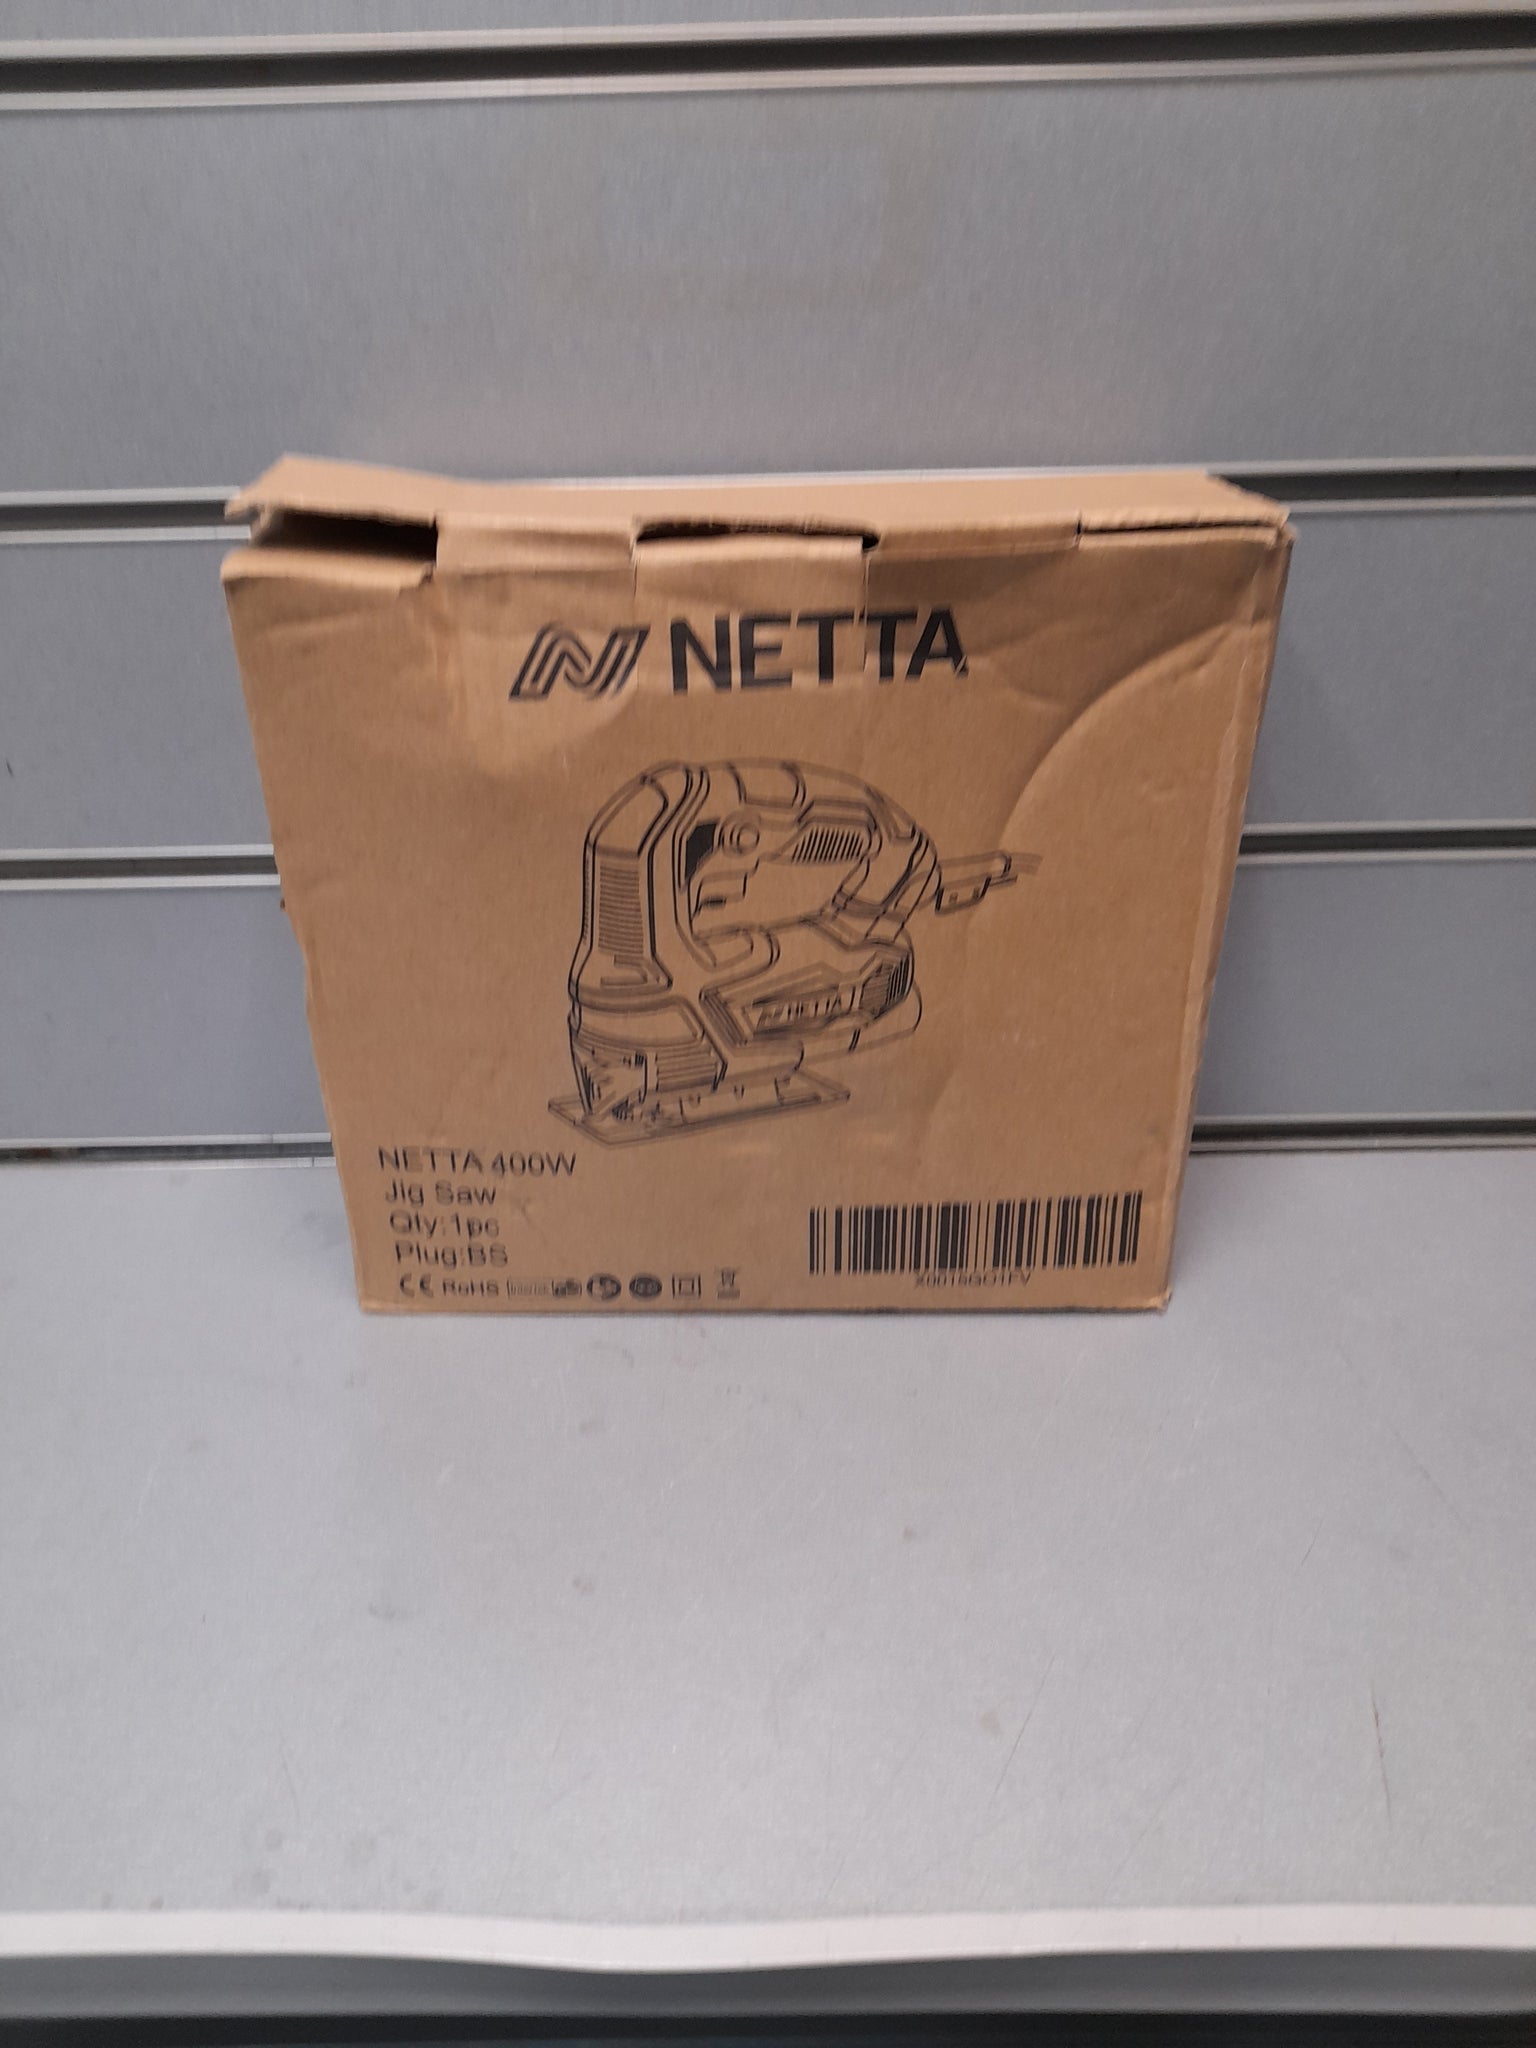 NETTA
NETTA
NETTA 400W
Jig Saw
Qty:1pc
Plug:BS
CE RoHS